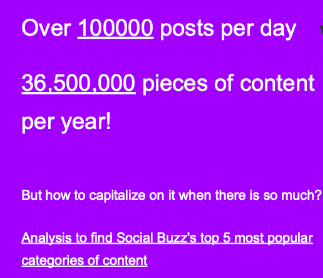 Over 100000 posts per day
36,500,000 pieces of content
per year!
But how to capitalize on it when there is so much?
Analysis to find Social Buzz's top 5 most popular
categories of content